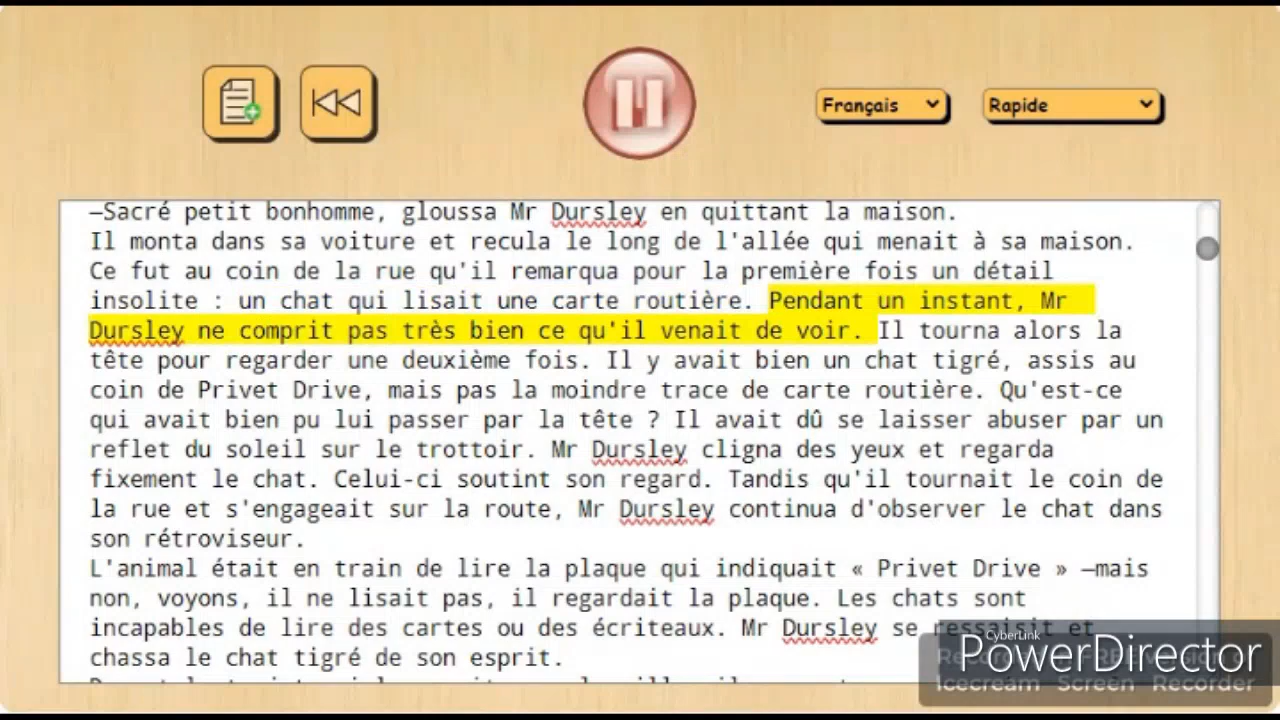 Français
Rapide
—Sacré petit bonhomme, gloussa Mr Dursley en quittant la maison.
Il monta dans sa voiture et recula le long de l'allée qui menait à sa maison.
Ce fut au coin de la rue qu'il remarqua pour la première fois un détail
insolite : un chat qui lisait une carte routière. Pendant un instant, Mr
Dursley ne comprit pas très bien ce qu'il venait de voir. Il tourna alors la
tête pour regarder une deuxième fois. Il y avait bien un chat tigré, assis au
coin de Privet Drive, mais pas la moindre trace de carte routière. Qu'est-ce
qui avait bien pu lui passer par la tête ? Il avait dû se laisser abuser par un
reflet du soleil sur le trottoir. Mr Dursley cligna des yeux et regarda
fixement le chat. Celui-ci soutint son regard. Tandis qu'il tournait le coin de
la rue et s'engageait sur la route, Mr Dursley continua d'observer le chat dans
son rétroviseur.
L'animal était en train de lire la plaque qui indiquait « Privet Drive » —mais
non, voyons, il ne lisait pas, il regardait la plaque. Les chats sont
incapables de lire des cartes ou des écriteaux. Mr Dursley se ressaisit et
chassa le chat tigré de son esprit.
CyberLink
PowerDirector
Icecream Screen Recorder